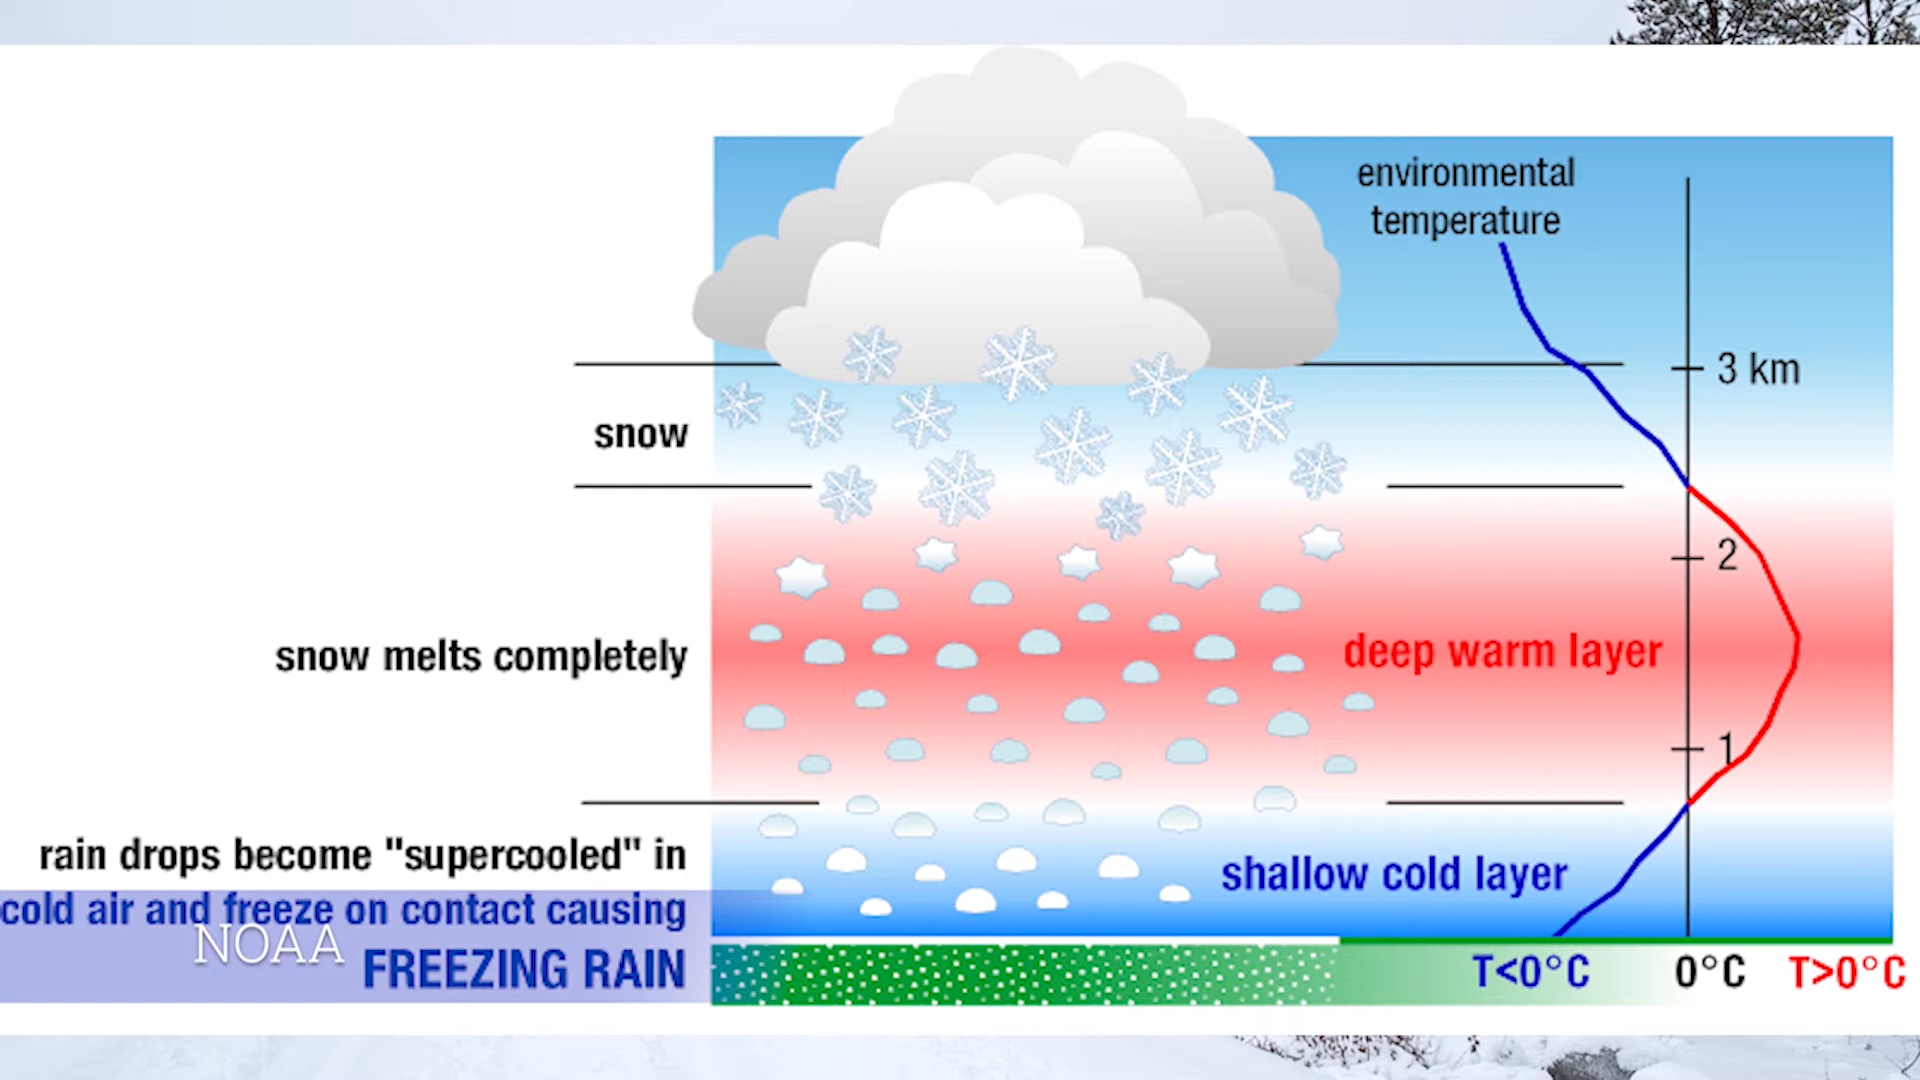 environmental
temperature
3 km
snow
2
snow melts completely
deep warm layer
1
rain drops become "supercooled" in
cold air and freeze on contact causing
shallow cold layer
NOAA
FREEZING RAIN
T<0°C
0°C
T>0°C